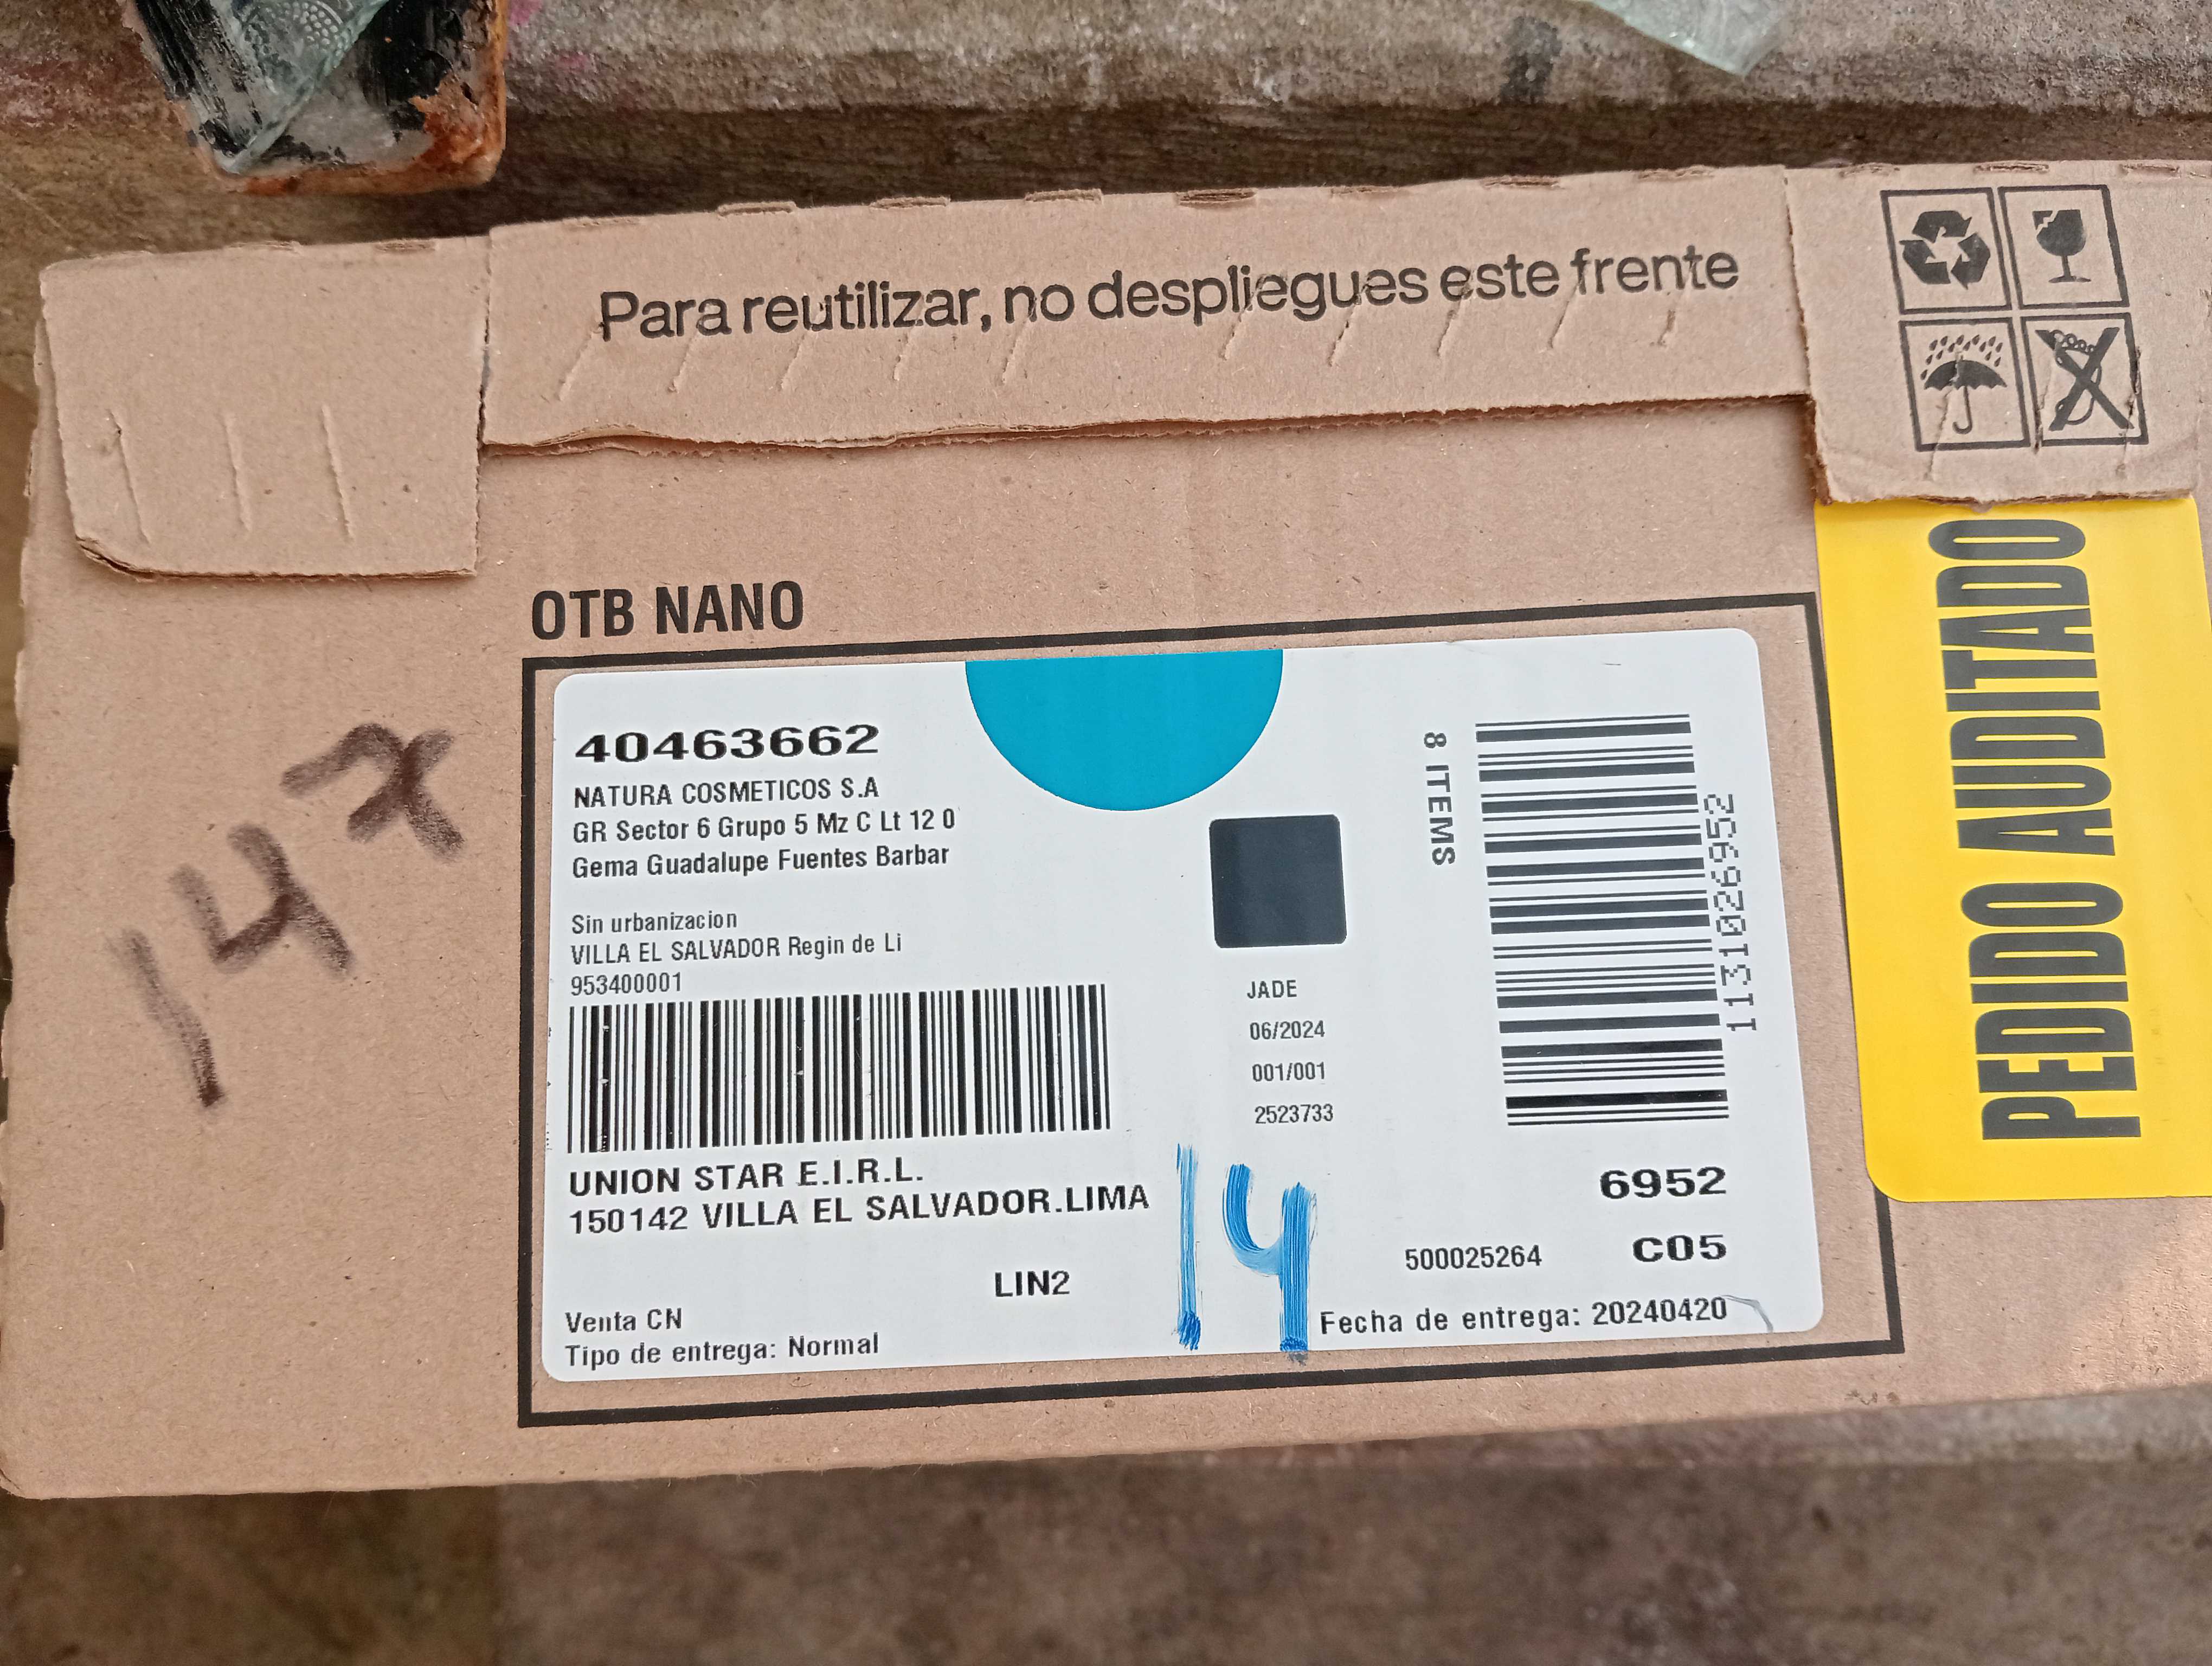 Para reutilizar, no despliegues este frente
OTB NANO
40463662
NATURA COSMETICOS S.A
GR Sector 6 Grupo 5 Mz C Lt 12 0
Gema Guadalupe Fuentes Barbar
Sin urbanizacion
VILLA EL SALVADOR Regin de Li
953400001
UNION STAR E.I.R.L.
150142 VILLA EL SALVADOR.LIMA
LIN2
Venta CN
Tipo de entrega: Normal
JADE
06/2024
001/001
2523733
8 ITEMS
1131026952
6952
500025264 C05
Fecha de entrega: 20240420
14
PEDIDO AUDITADO
147